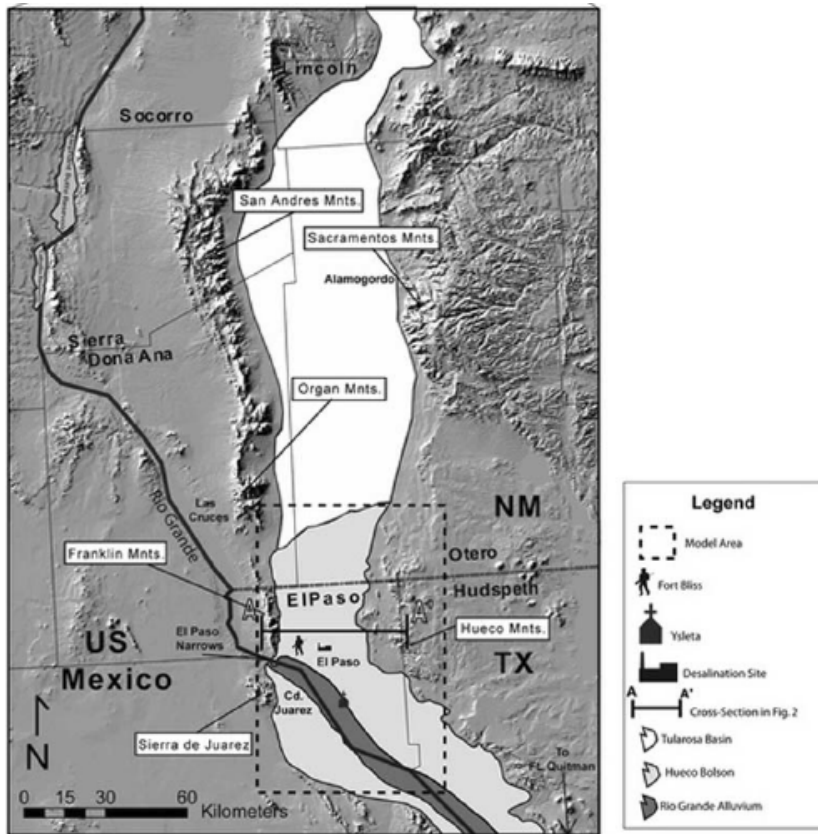 Lincoln
Socorro
San Andres Mnts.
Sacramentos Mnts.
Alamogordo
Sierra
Dona Ana
Organ Mnts.
Las
Cruces
Rio Grande
NM
Franklin Mnts.
Otero
Hudspeth
El Paso
A
A'
Hueco Mnts.
US
El Paso
Narrows
El Paso
TX
Mexico
Cd.
Juarez
N
Sierra de Juarez
To
Ft. Quitman
0 15 30 60
Kilometers
Legend
Model Area
Fort Bliss
Ysleta
Desalination Site
A A'
Cross-Section in Fig. 2
Tularosa Basin
Hueco Bolson
Rio Grande Alluvium